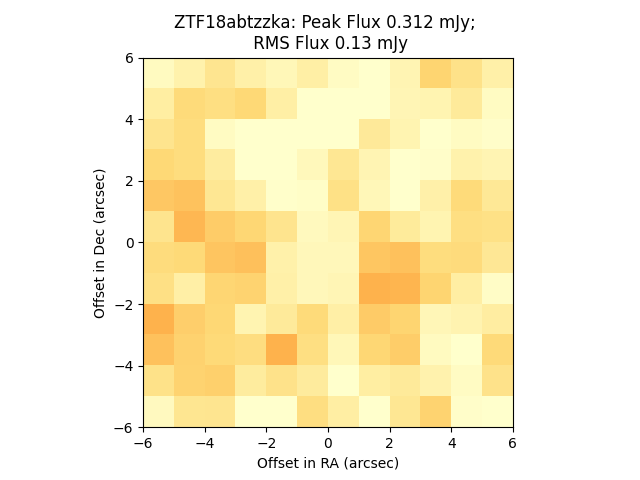 ZTF18abtzzka: Peak Flux 0.312 mJy;
RMS Flux 0.13 mJy
6
4
2
0
−2
−4
−6
Offset in Dec (arcsec)
−6 −4 −2 0 2 4 6
Offset in RA (arcsec)